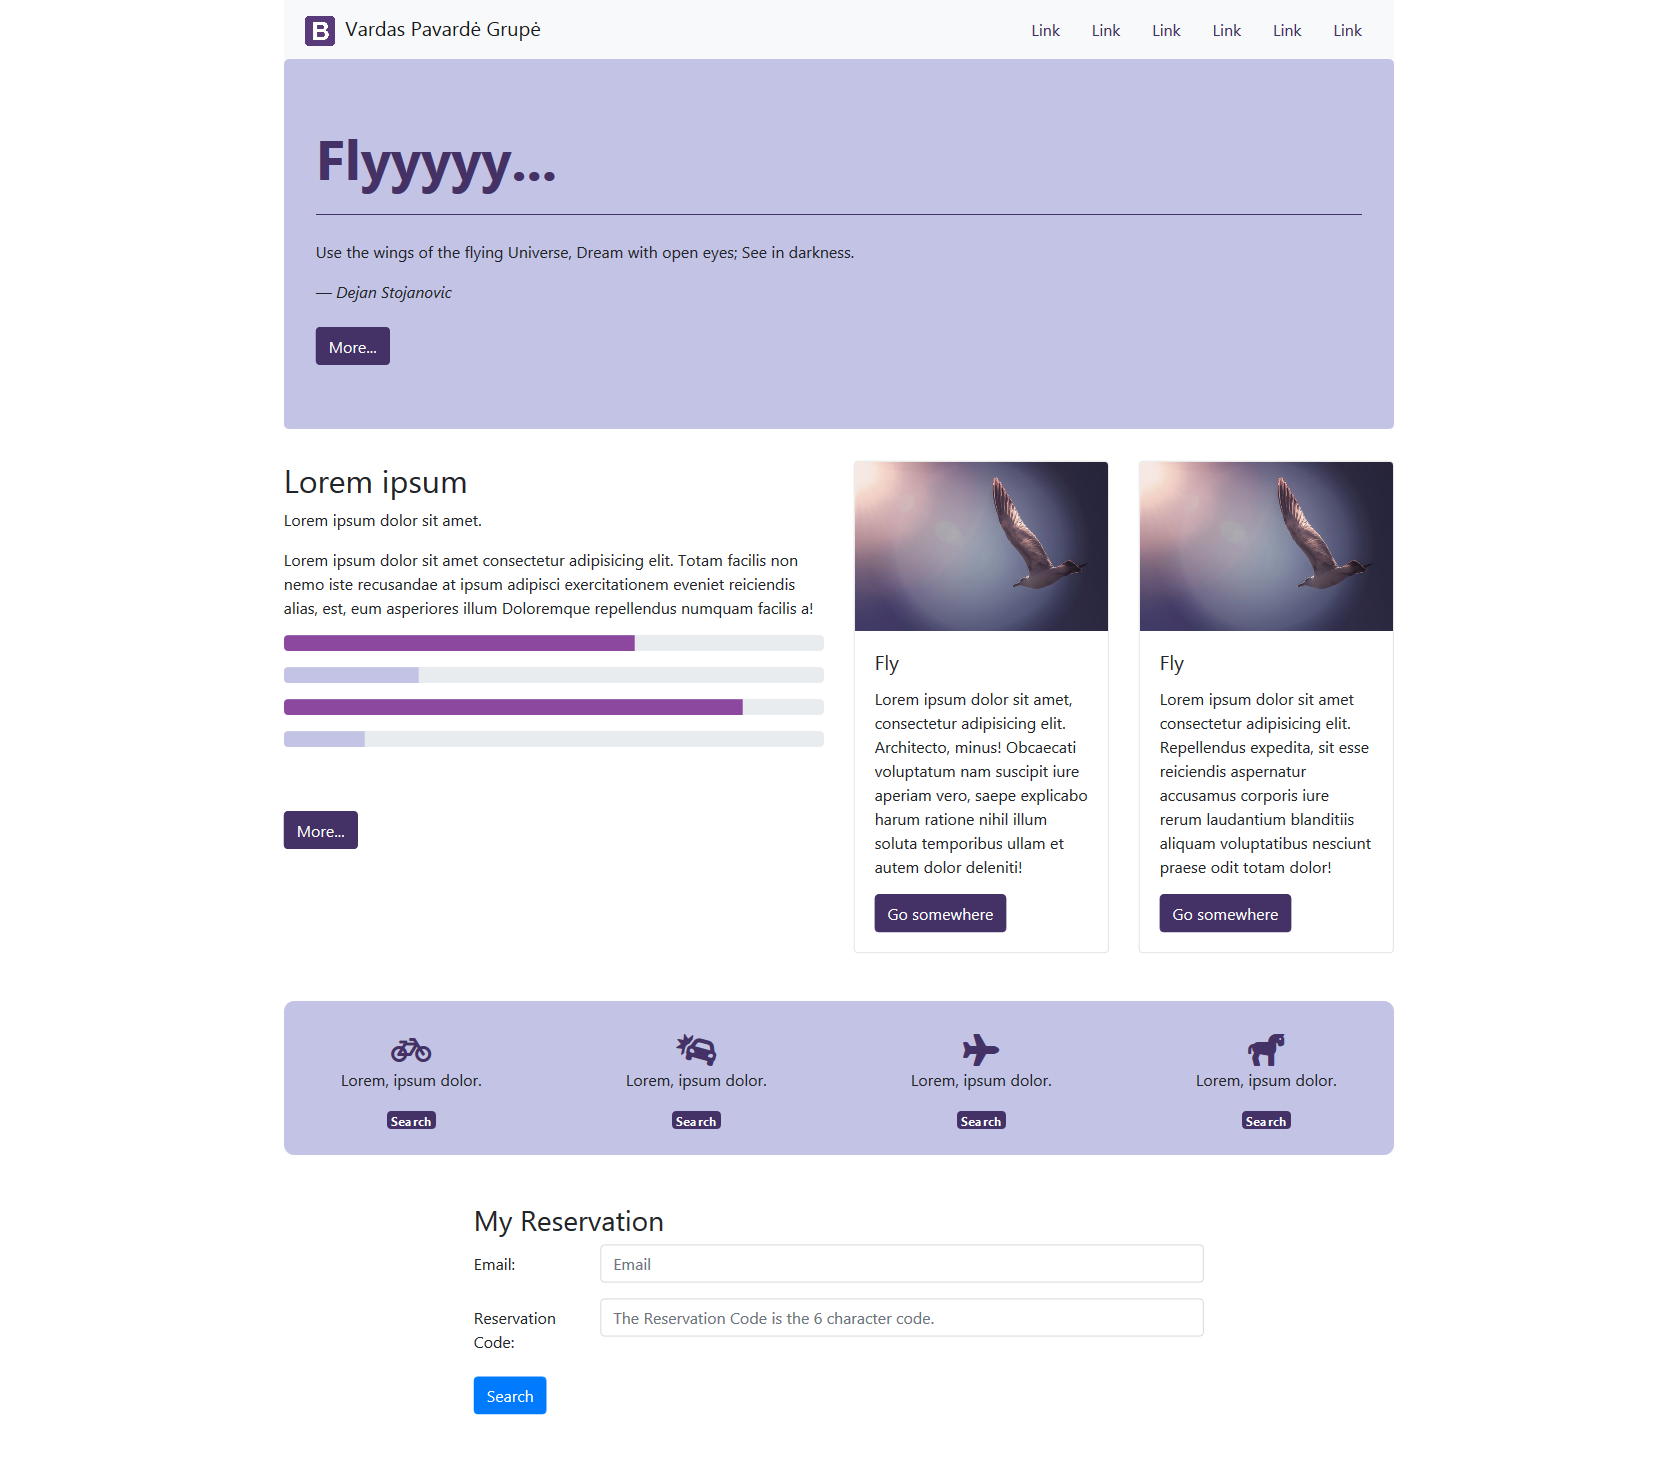 B Vardas Pavardė Grupė
Link Link Link Link Link Link
Flyyyyy...
Use the wings of the flying Universe, Dream with open eyes; See in darkness.
— Dejan Stojanovic
More...
Lorem ipsum
Lorem ipsum dolor sit amet.
Lorem ipsum dolor sit amet consectetur adipisicing elit. Totam facilis non
nemo iste recusandae at ipsum adipisci exercitationem eveniet reiciendis
alias, est, eum asperiores illum Doloremque repellendus numquam facilis a!
More...
Fly
Lorem ipsum dolor sit amet,
consectetur adipisicing elit.
Architecto, minus! Obcaecati
voluptatum nam suscipit iure
aperiam vero, saepe explicabo
harum ratione nihil illum
soluta temporibus ullam et
autem dolor deleniti!
Go somewhere
Fly
Lorem ipsum dolor sit amet
consectetur adipisicing elit.
Repellendus expedita, sit esse
reiciendis aspernatur
accusamus corporis iure
rerum laudantium blanditiis
aliquam voluptatibus nesciunt
praese odit totam dolor!
Go somewhere
Lorem, ipsum dolor.
Search
Lorem, ipsum dolor.
Search
Lorem, ipsum dolor.
Search
Lorem, ipsum dolor.
Search
My Reservation
Email:
Email
Reservation
Code:
The Reservation Code is the 6 character code.
Search